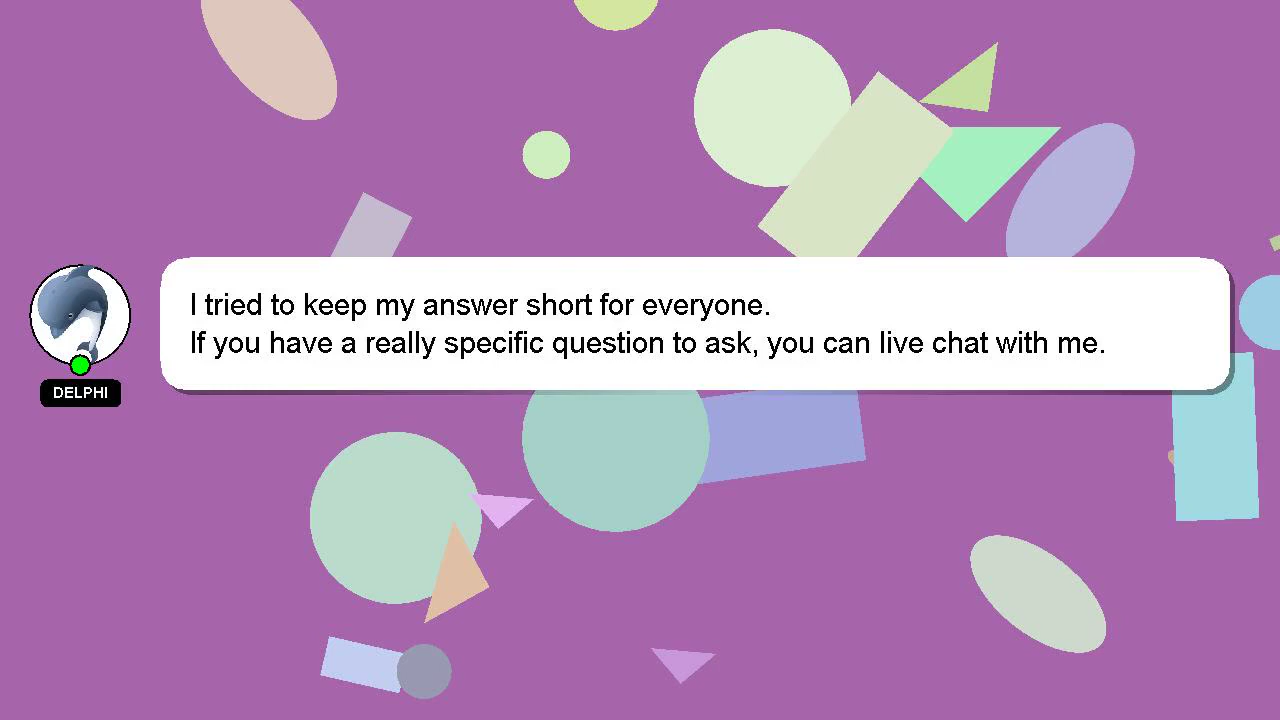 I tried to keep my answer short for everyone.
If you have a really specific question to ask, you can live chat with me.
DELPHI